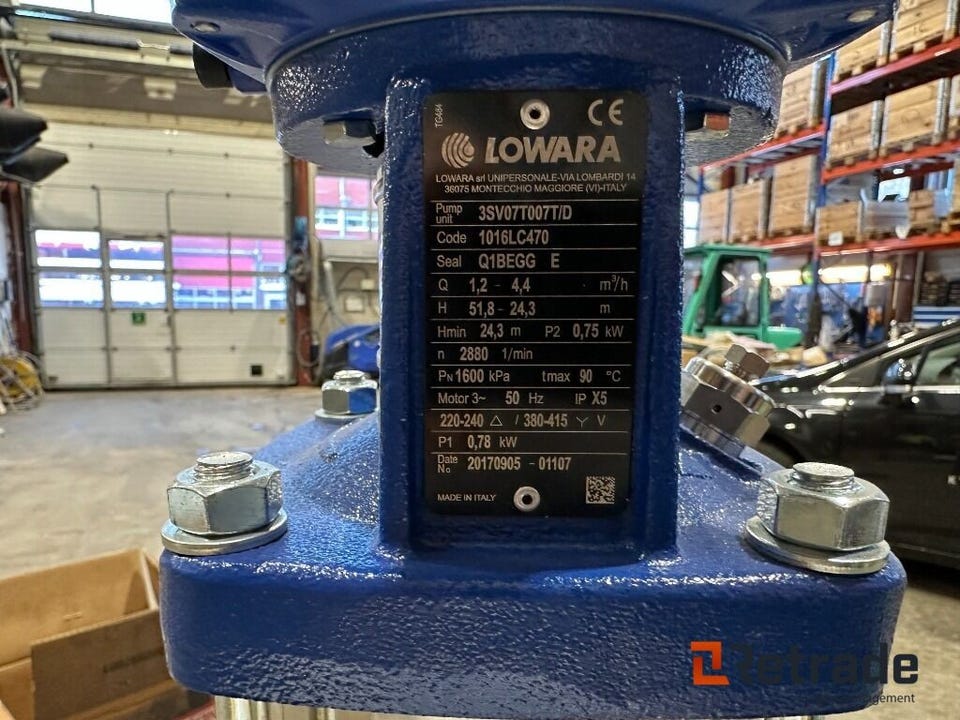 TG484
CE
LOWARA
LOWARA srl UNIPERSONALE-VIA LOMBARDI 14
36075 MONTECCHIO MAGGIORE (VI)-ITALY
Pump unit 3SV07T007T/D
Code 1016LC470
Seal Q1BEGG E
Q 1,2 - 4,4 m³/h
H 51,8 - 24,3 m
Hmin 24,3 m P2 0,75 kW
n 2880 1/min
PN 1600 kPa tmax 90 °C
Motor 3~ 50 Hz IP X5
220-240 △ / 380-415 Y V
P1 0,78 kW
Date No 20170905 - 01107
MADE IN ITALY
Retrade